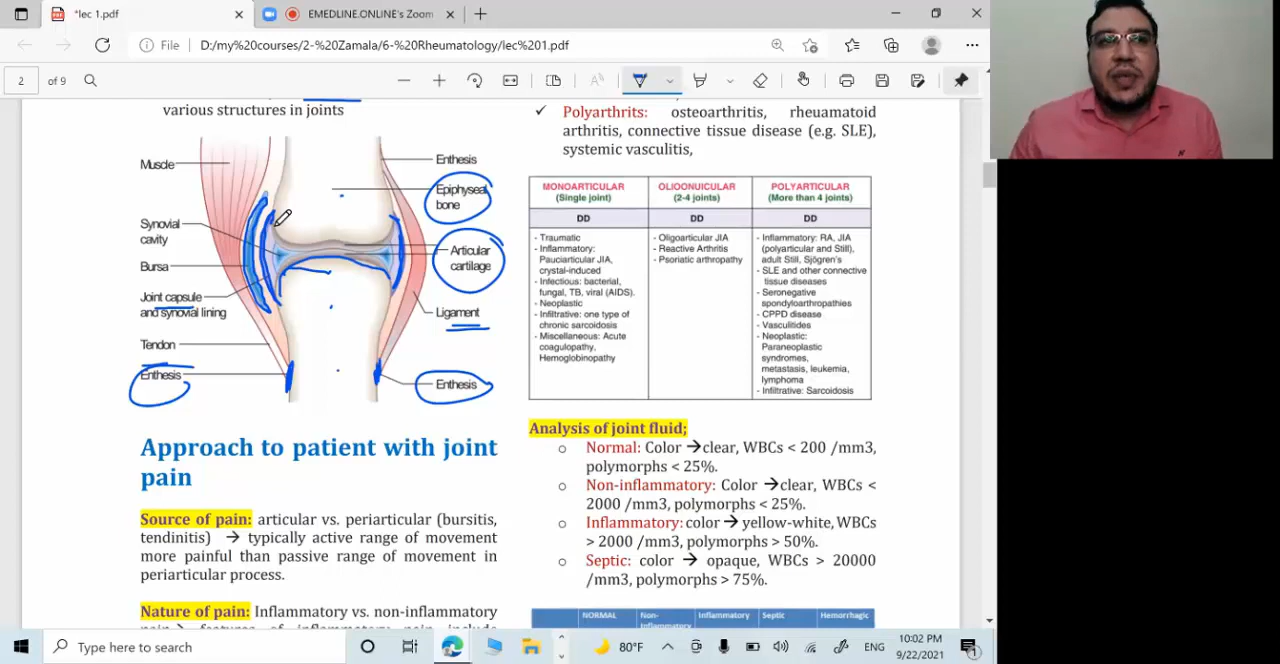 *lec 1.pdf
EMEDLINE.ONLINE's Zoom
File
D:/my%20courses/2-%20Zamala/6-%20Rheumatology/lec%201.pdf
2
of 9
various structures in joints
Muscle
Synovial
cavity
Bursa
Joint capsule
and synovial lining
Tendon
Enthesis
Enthesis
Epiphyseal
bone
Articular
cartilage
Ligament
Enthesis
Approach to patient with joint
pain
Source of pain: articular vs. periarticular (bursitis,
tendinitis) → typically active range of movement
more painful than passive range of movement in
periarticular process.
Nature of pain: Inflammatory vs. non-inflammatory
✓ Polyarthrits: osteoarthritis, rheumatoid
arthritis, connective tissue disease (e.g. SLE),
systemic vasculitis,
MONOARTICULAR
(Single joint)
OLIOONUICULAR
(2-4 joints)
POLYARTICULAR
(More than 4 joints)
DD
DD
DD
- Traumatic
- Inflammatory:
Pauciarticular JIA,
crystal-induced
- Infectious: bacterial,
fungal, TB, viral (AIDS).
- Neoplastic
- Infiltrative: one type of
chronic sarcoidosis
- Miscellaneous: Acute
coagulopathy,
Hemoglobinopathy
- Oligoarticular JIA
- Reactive Arthritis
- Psoriatic arthropathy
- Inflammatory: RA, JIA
(polyarticular and Still),
adult Still, Sjögren's
- SLE and other connective
tissue diseases
- Seronegative
spondyloarthropathies
- CPPD disease
- Vasculitides
- Neoplastic:
Paraneoplastic
syndromes,
metastasis, leukemia,
lymphoma
- Infiltrative: Sarcoidosis
Analysis of joint fluid;
o Normal: Color →clear, WBCs < 200 /mm3,
polymorphs < 25%.
o Non-inflammatory: Color →clear, WBCs <
2000 /mm3, polymorphs < 25%.
o Inflammatory: color→ yellow-white, WBCs
> 2000 /mm3, polymorphs > 50%.
o Septic: color → opaque, WBCs > 20000
/mm3, polymorphs > 75%.
NORMAL
Non-
Inflammatory
Septic
Hemorrhagic
Type here to search
80°F
ENG
10:02 PM
9/22/2021
1